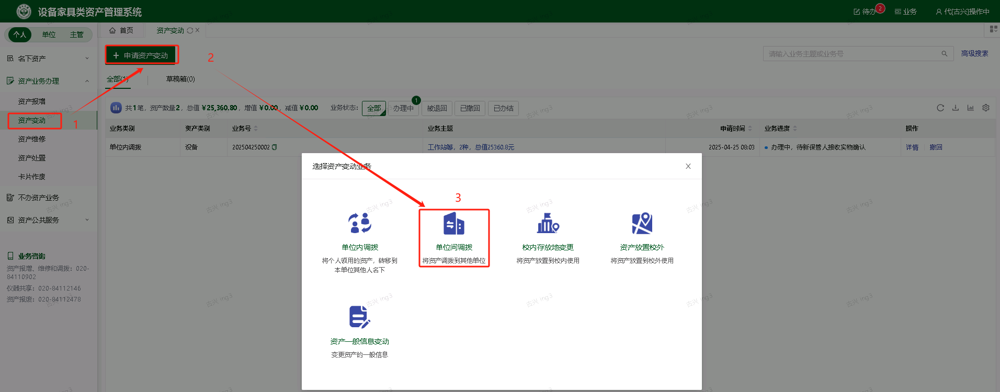 设备家具类资产管理系统
待办 2 业务 代[古兴]操作中
个人 单位 主管
首页 资产变动
名下资产
资产业务办理
资产报增
资产变动
资产维修
资产处置
卡片作废
不办资产业务
资产公共服务
业务咨询
资产报增、维修和调拨：020-
84110902
仪器共享：020-84112146
资产报废：020-84112478
1
+ 申请资产变动
2
请输入业务主题或业务号
高级搜索
全部(1) 草稿箱(0)
共1笔，资产数量2，总值￥25,360.80，增值￥0.00，减值￥0.00 业务状态： 全部 办理中 1 被退回 已撤回 已办结
业务类别 资产类别 业务号 业务主题 申请时间 业务进度 操作
单位内调拨 设备 202504250002 工作站等，2种，总值25360.8元 2025-04-25 08:03 办理中，待新保管人接收实物确认 详情 撤回
选择资产变动业务
3
单位内调拨
将个人领用的资产，转移到
本单位其他人名下
单位间调拨
将资产调拨到其他单位
校内存放地变更
将资产放置到校内使用
资产放置校外
将资产放置到校外使用
资产一般信息变动
变更资产的一般信息
古兴 ing3